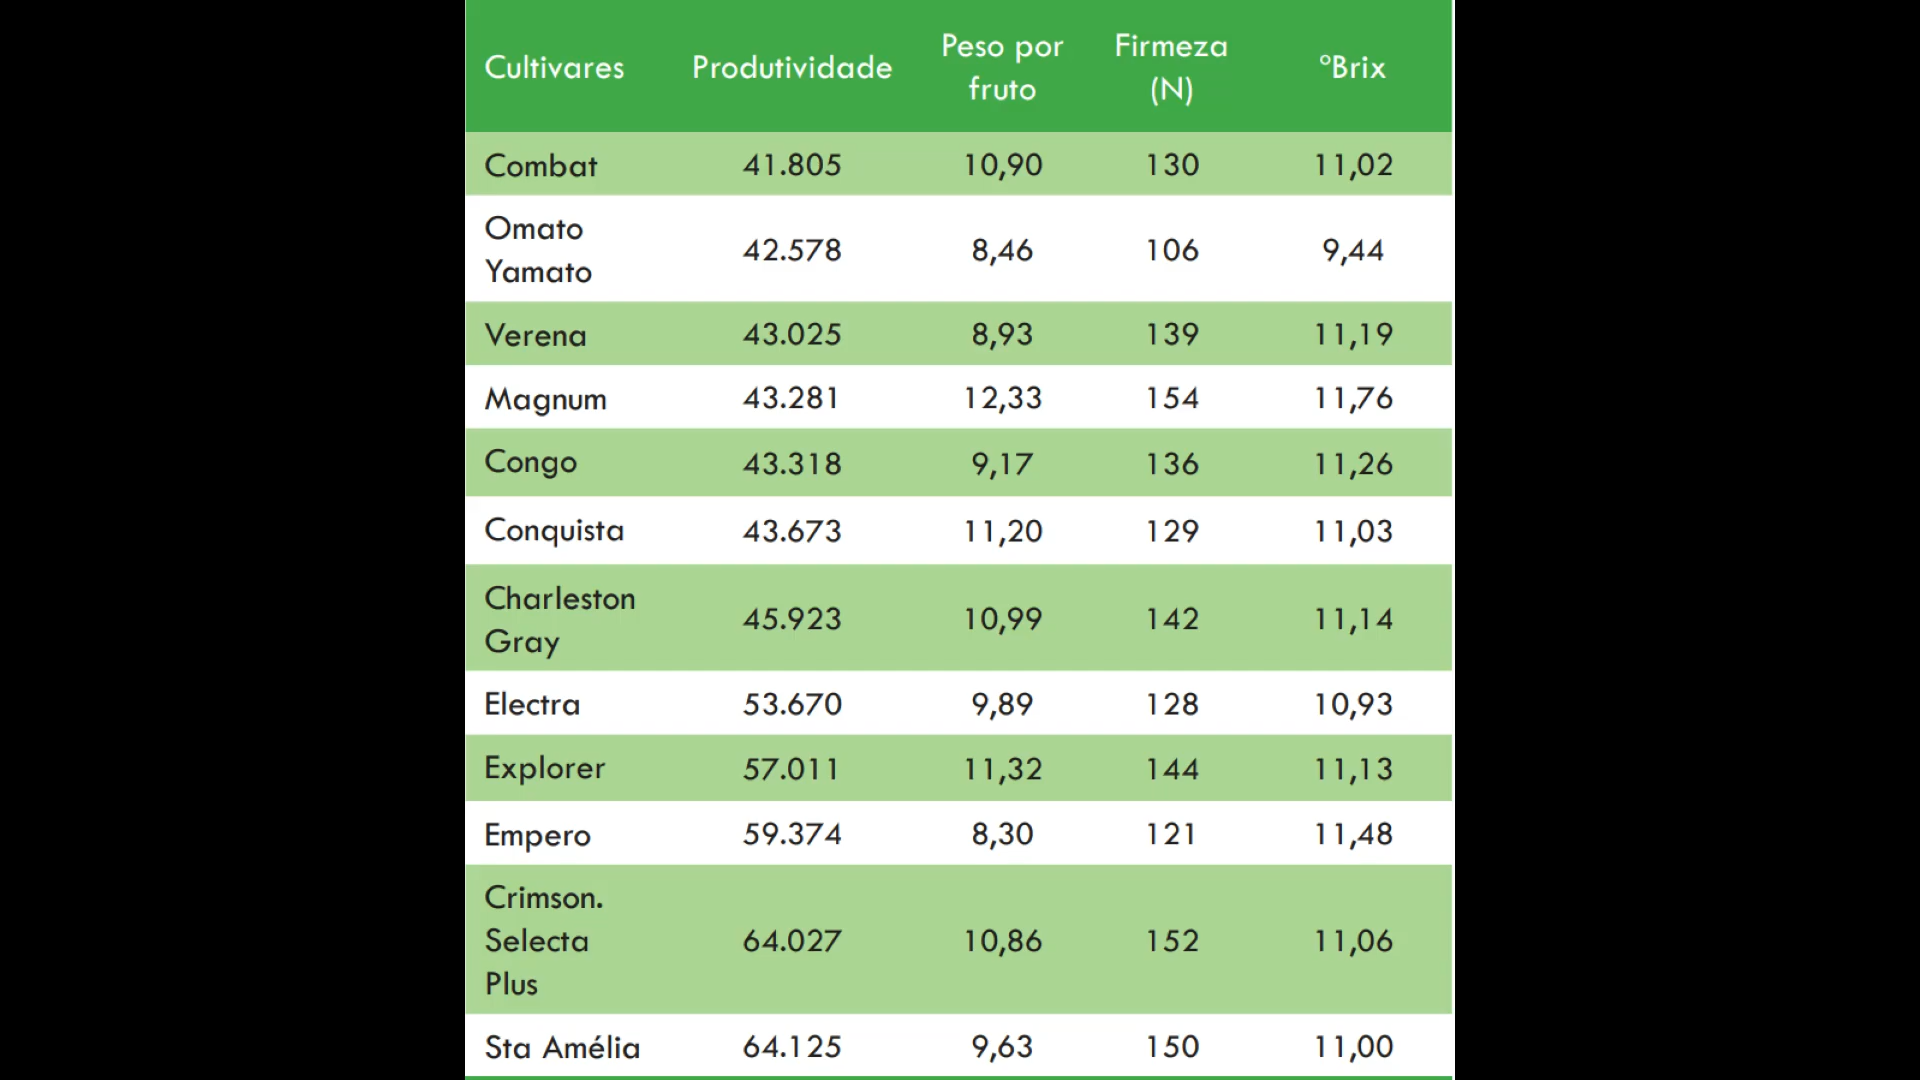 Cultivares Produtividade Peso por fruto Firmeza (N) °Brix
Combat 41.805 10,90 130 11,02
Omato Yamato 42.578 8,46 106 9,44
Verena 43.025 8,93 139 11,19
Magnum 43.281 12,33 154 11,76
Congo 43.318 9,17 136 11,26
Conquista 43.673 11,20 129 11,03
Charleston Gray 45.923 10,99 142 11,14
Electra 53.670 9,89 128 10,93
Explorer 57.011 11,32 144 11,13
Empero 59.374 8,30 121 11,48
Crimson. Selecta Plus 64.027 10,86 152 11,06
Sta Amélia 64.125 9,63 150 11,00